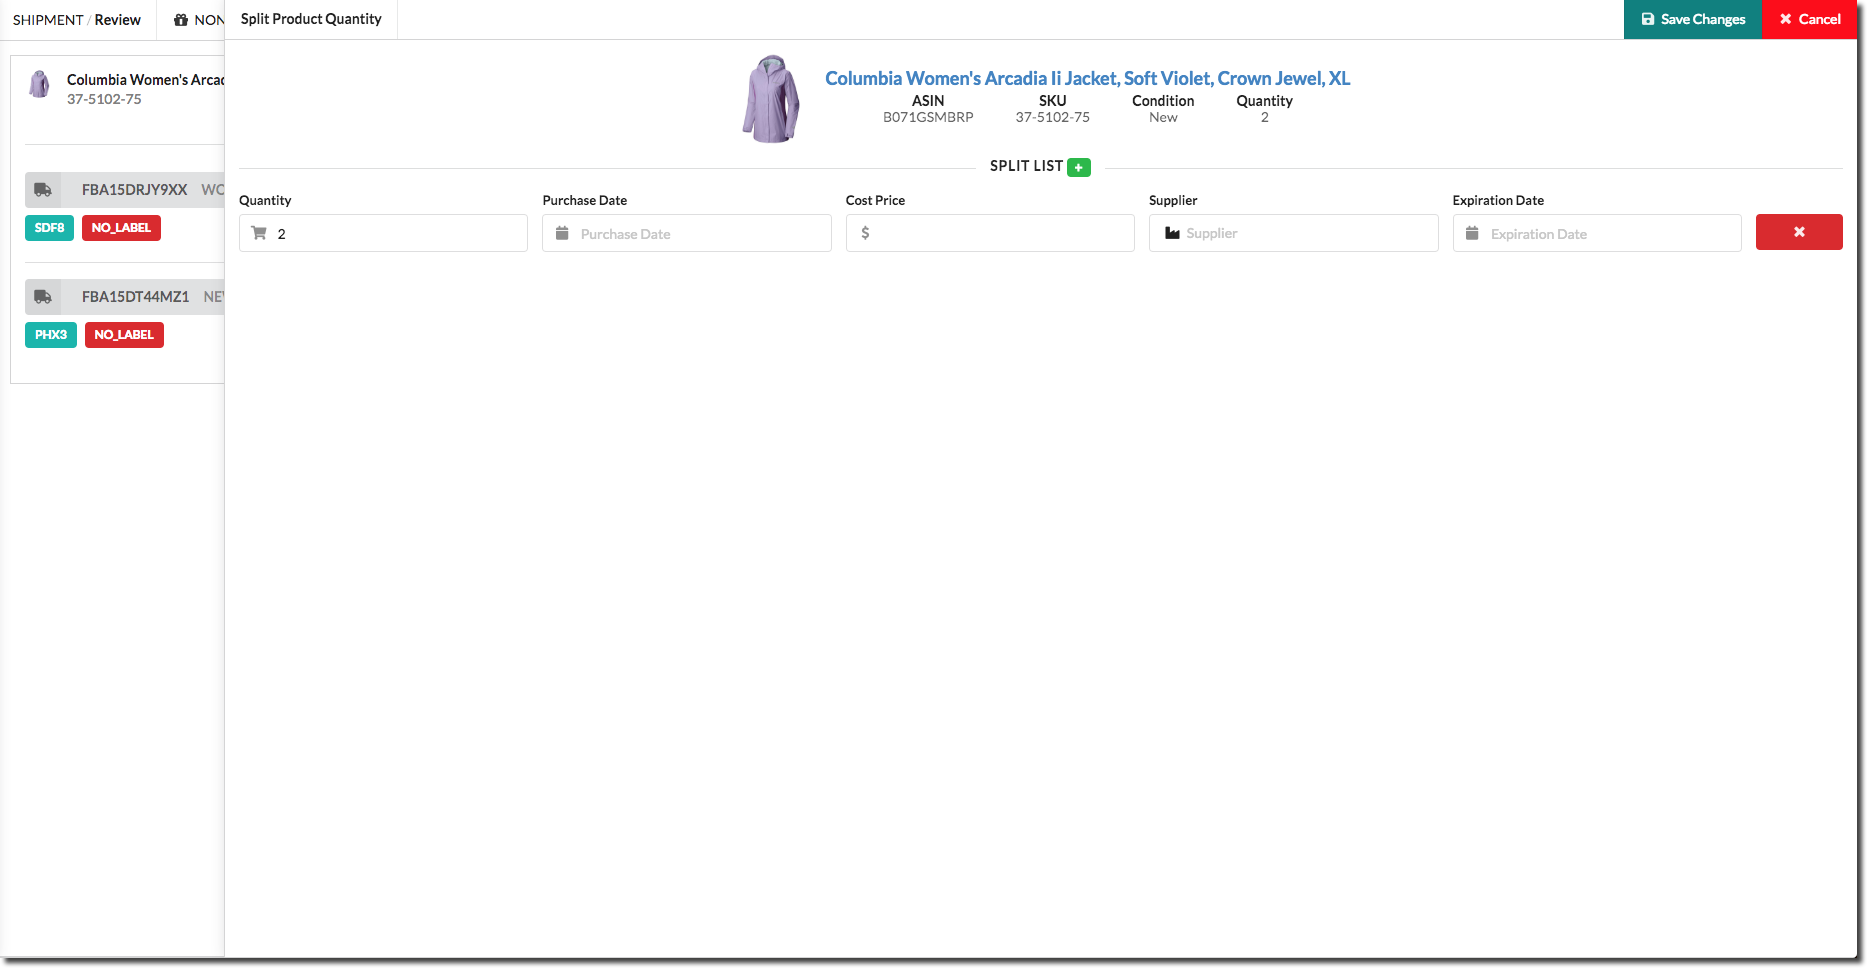 SHIPMENT / Review
NON
Split Product Quantity
Save Changes
Cancel
Columbia Women's Arcad
37-5102-75
FBA15DRJY9XX WO
SDF8 NO_LABEL
FBA15DT44MZ1 NEW
PHX3 NO_LABEL
Columbia Women's Arcadia Ii Jacket, Soft Violet, Crown Jewel, XL
ASIN SKU Condition Quantity
B071GSMBRP 37-5102-75 New 2
SPLIT LIST
Quantity Purchase Date Cost Price Supplier Expiration Date
2 Purchase Date $ Supplier Expiration Date